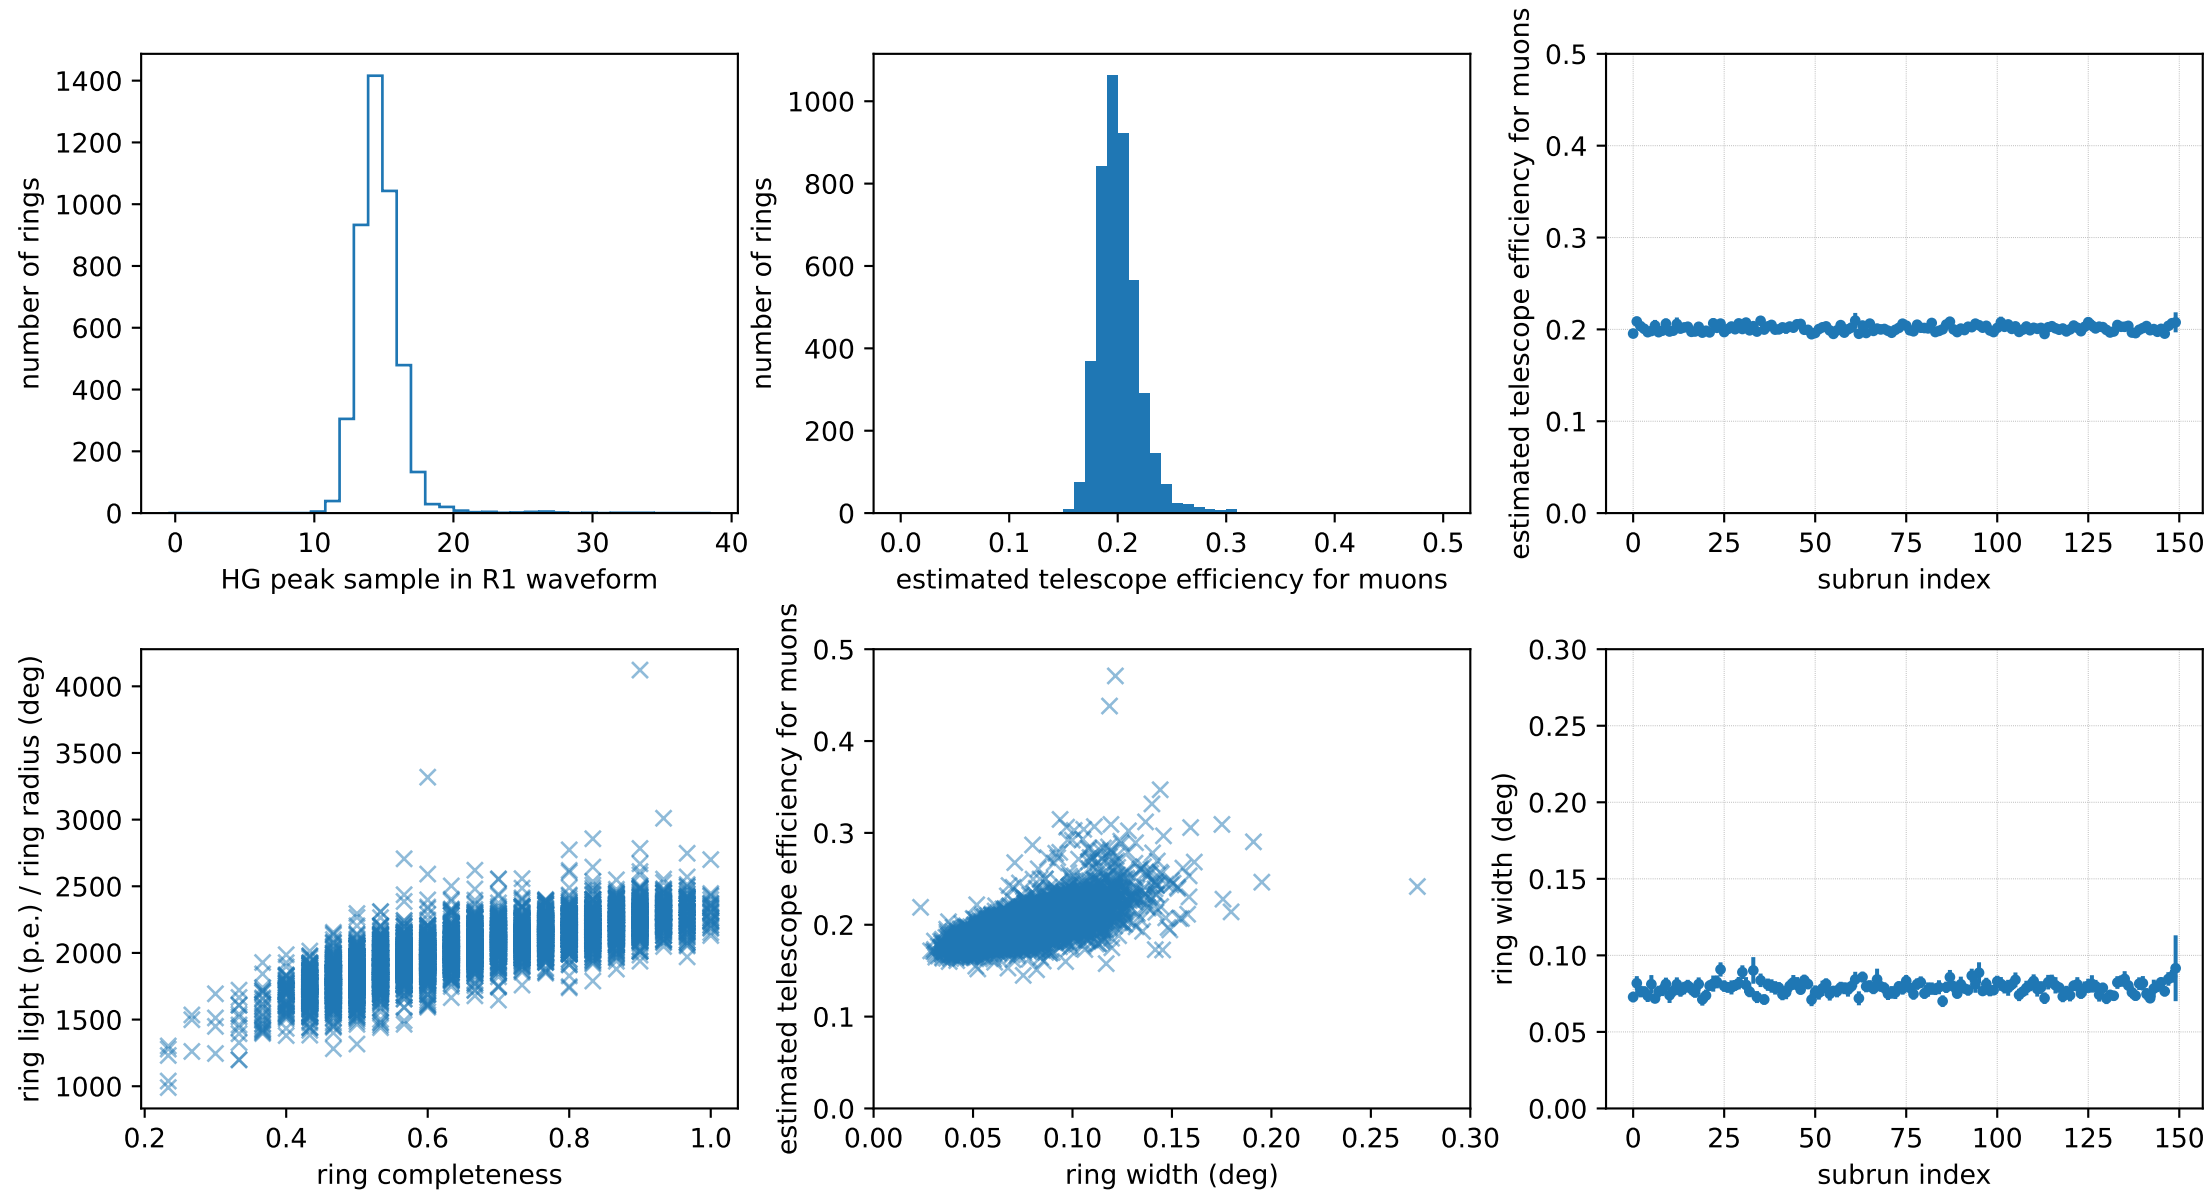 number of rings
1400
1200
1000
800
600
400
200
0
0 10 20 30 40
HG peak sample in R1 waveform
number of rings
1000
800
600
400
200
0
0.0 0.1 0.2 0.3 0.4 0.5
estimated telescope efficiency for muons
estimated telescope efficiency for muons
0.5
0.4
0.3
0.2
0.1
0.0
0 25 50 75 100 125 150
subrun index
ring light (p.e.) / ring radius (deg)
4000
3500
3000
2500
2000
1500
1000
0.2 0.4 0.6 0.8 1.0
ring completeness
estimated telescope efficiency for muons
0.5
0.4
0.3
0.2
0.1
0.0
0.00 0.05 0.10 0.15 0.20 0.25 0.30
ring width (deg)
ring width (deg)
0.30
0.25
0.20
0.15
0.10
0.05
0.00
0 25 50 75 100 125 150
subrun index